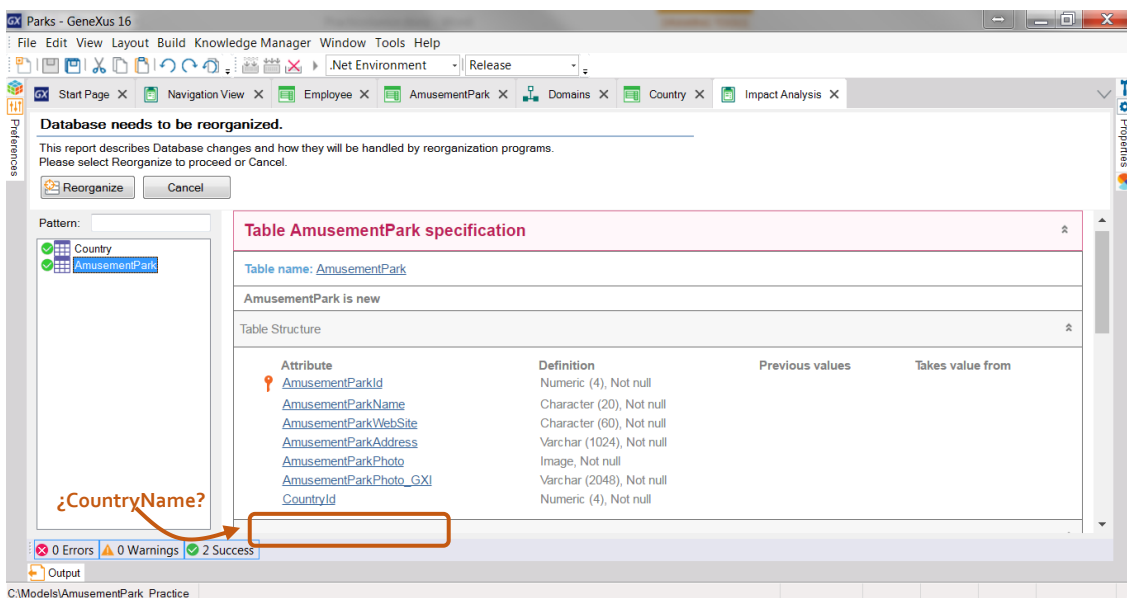 Parks - GeneXus 16
File Edit View Layout Build Knowledge Manager Window Tools Help
.Net Environment Release
Start Page Navigation View Employee AmusementPark Domains Country Impact Analysis
Preferences
Properties
Database needs to be reorganized.
This report describes Database changes and how they will be handled by reorganization programs.
Please select Reorganize to proceed or Cancel.
Reorganize Cancel
Pattern:
Country
AmusementPark
Table AmusementPark specification
Table name: AmusementPark
AmusementPark is new
Table Structure
Attribute Definition Previous values Takes value from
AmusementParkId Numeric (4), Not null
AmusementParkName Character (20), Not null
AmusementParkWebSite Character (60), Not null
AmusementParkAddress Varchar (1024), Not null
AmusementParkPhoto Image, Not null
AmusementParkPhoto_GXI Varchar (2048), Not null
CountryId Numeric (4), Not null
¿CountryName?
0 Errors 0 Warnings 2 Success
Output
C:\Models\AmusementPark_Practice